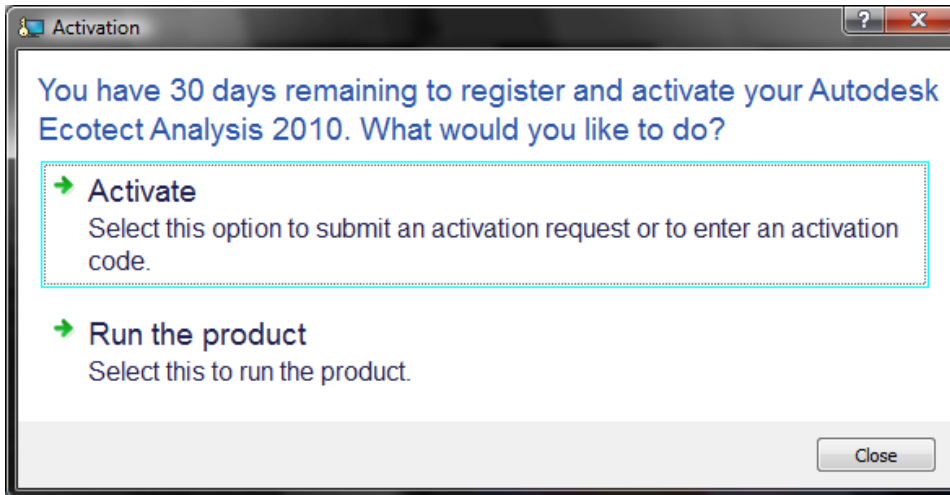 Activation
You have 30 days remaining to register and activate your Autodesk
Ecotect Analysis 2010. What would you like to do?
Activate
Select this option to submit an activation request or to enter an activation
code.
Run the product
Select this to run the product.
Close